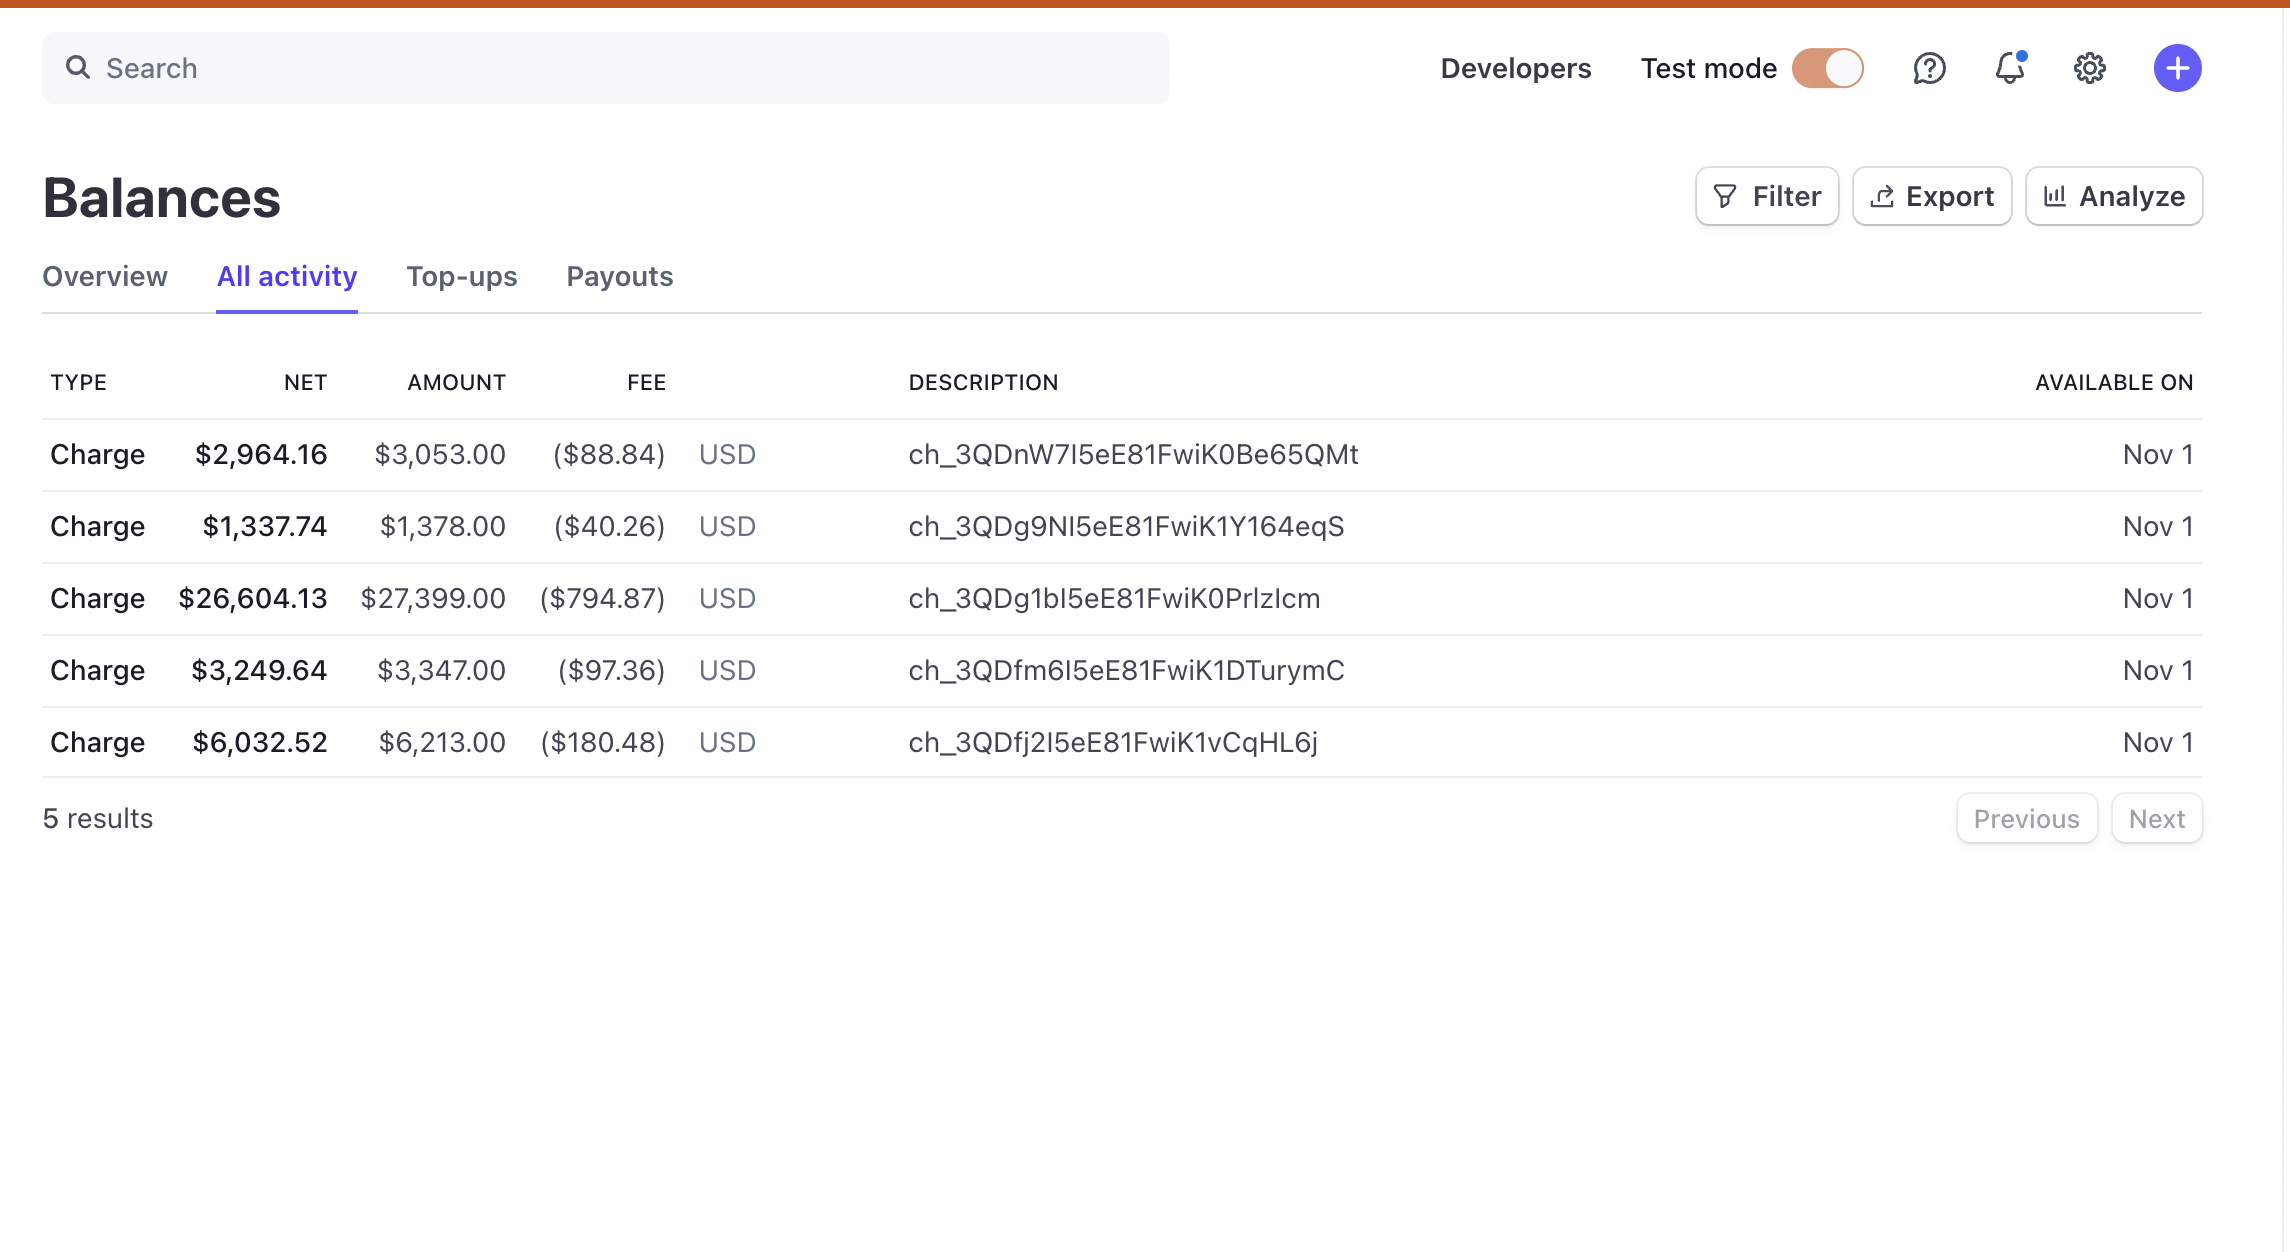 Search
Developers Test mode
Balances
Filter Export Analyze
Overview All activity Top-ups Payouts
TYPE NET AMOUNT FEE DESCRIPTION AVAILABLE ON
Charge $2,964.16 $3,053.00 ($88.84) USD ch_3QDnW7I5eE81FwiK0Be65QMt Nov 1
Charge $1,337.74 $1,378.00 ($40.26) USD ch_3QDg9NI5eE81FwiK1Y164eqS Nov 1
Charge $26,604.13 $27,399.00 ($794.87) USD ch_3QDg1bI5eE81FwiK0PrlzIcm Nov 1
Charge $3,249.64 $3,347.00 ($97.36) USD ch_3QDfm6I5eE81FwiK1DTurymC Nov 1
Charge $6,032.52 $6,213.00 ($180.48) USD ch_3QDfj2I5eE81FwiK1vCqHL6j Nov 1
5 results Previous Next